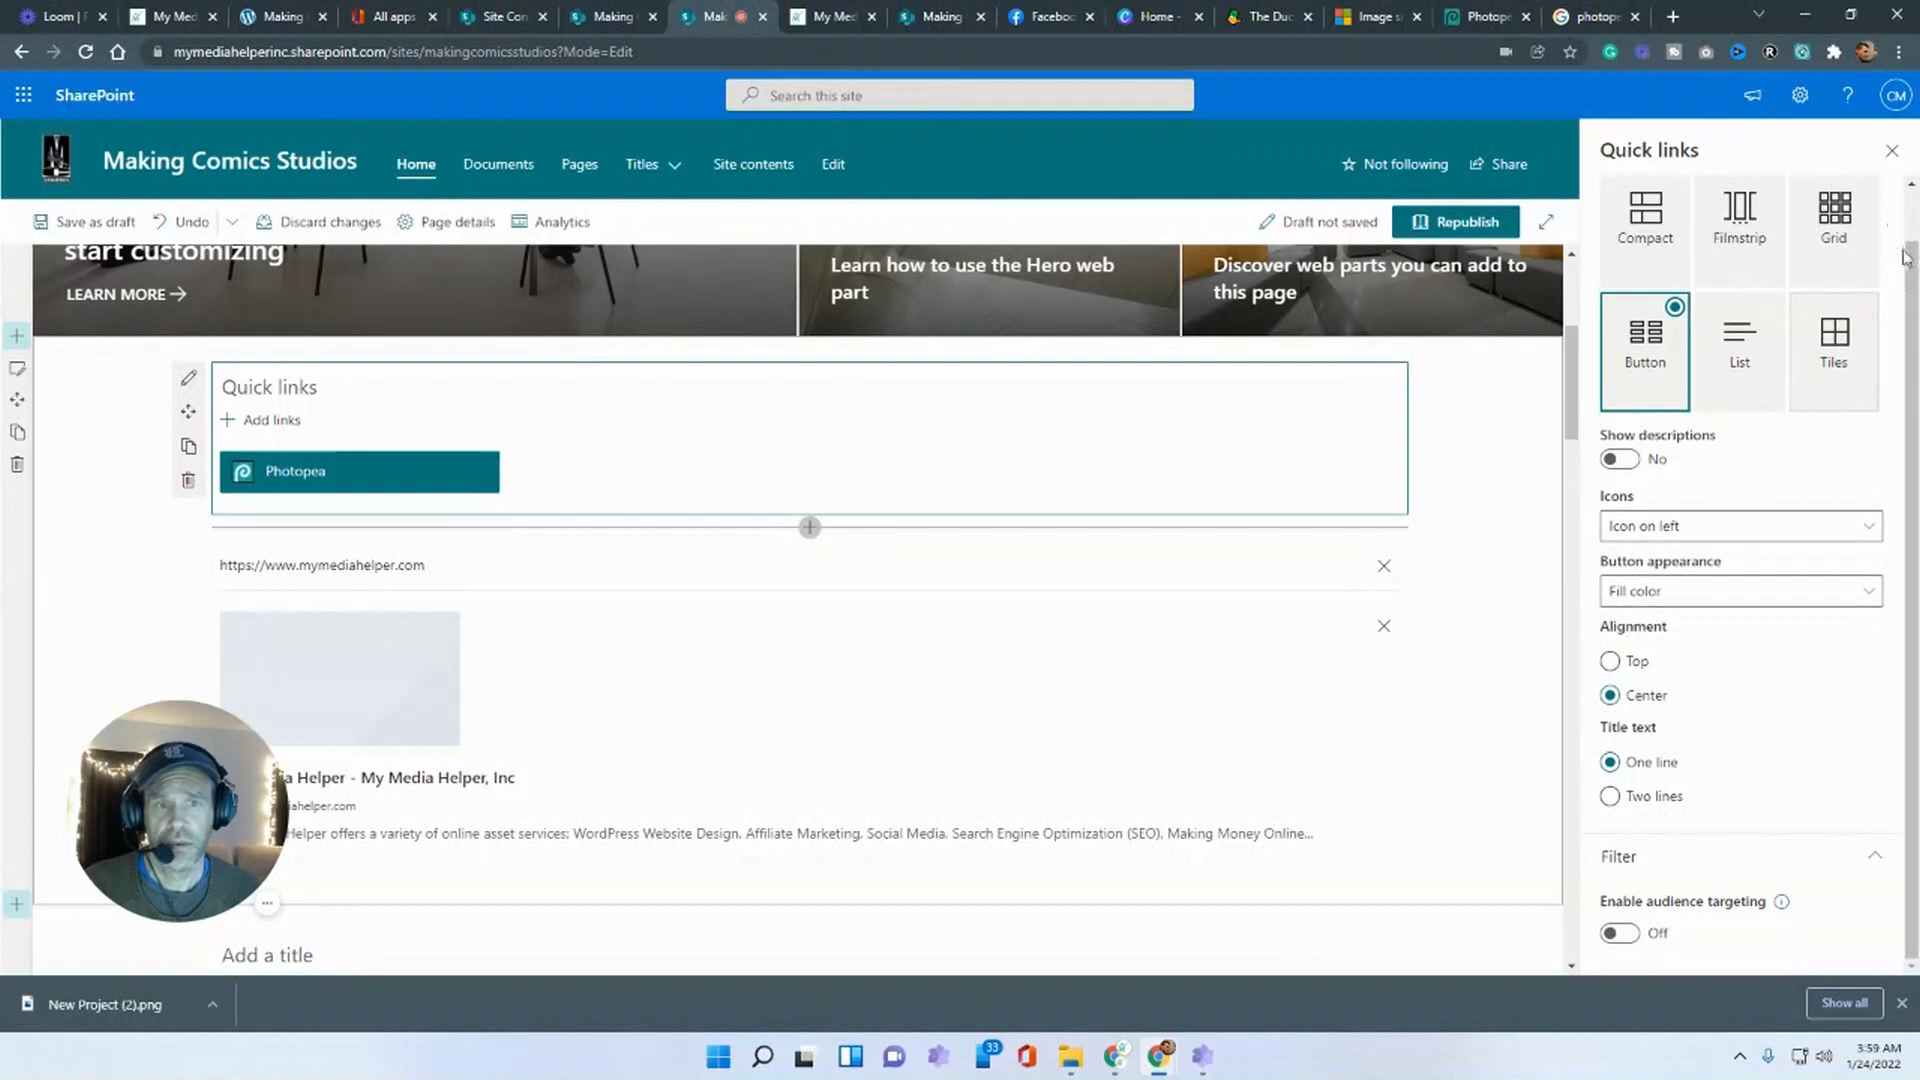 Loom | F
My Med
Making
All apps
Site Con
Making
Mak
My Med
Making
Faceboo
Home -
The Duc
Image si
Photope
photope
mymediahelperinc.sharepoint.com/sites/makingcomicsstudios?Mode=Edit
SharePoint
Search this site
CM
Making Comics Studios
Home
Documents
Pages
Titles
Site contents
Edit
Not following
Share
Save as draft
Undo
Discard changes
Page details
Analytics
Draft not saved
Republish
start customizing
LEARN MORE
Learn how to use the Hero web
part
Discover web parts you can add to
this page
Quick links
Add links
Photopea
https://www.mymediahelper.com
a Helper - My Media Helper, Inc
iahelper.com
Helper offers a variety of online asset services: WordPress Website Design, Affiliate Marketing, Social Media, Search Engine Optimization (SEO), Making Money Online...
Add a title
Quick links
Compact
Filmstrip
Grid
Button
List
Tiles
Show descriptions
No
Icons
Icon on left
Button appearance
Fill color
Alignment
Top
Center
Title text
One line
Two lines
Filter
Enable audience targeting
Off
New Project (2).png
Show all
33
3:59 AM
1/24/2022